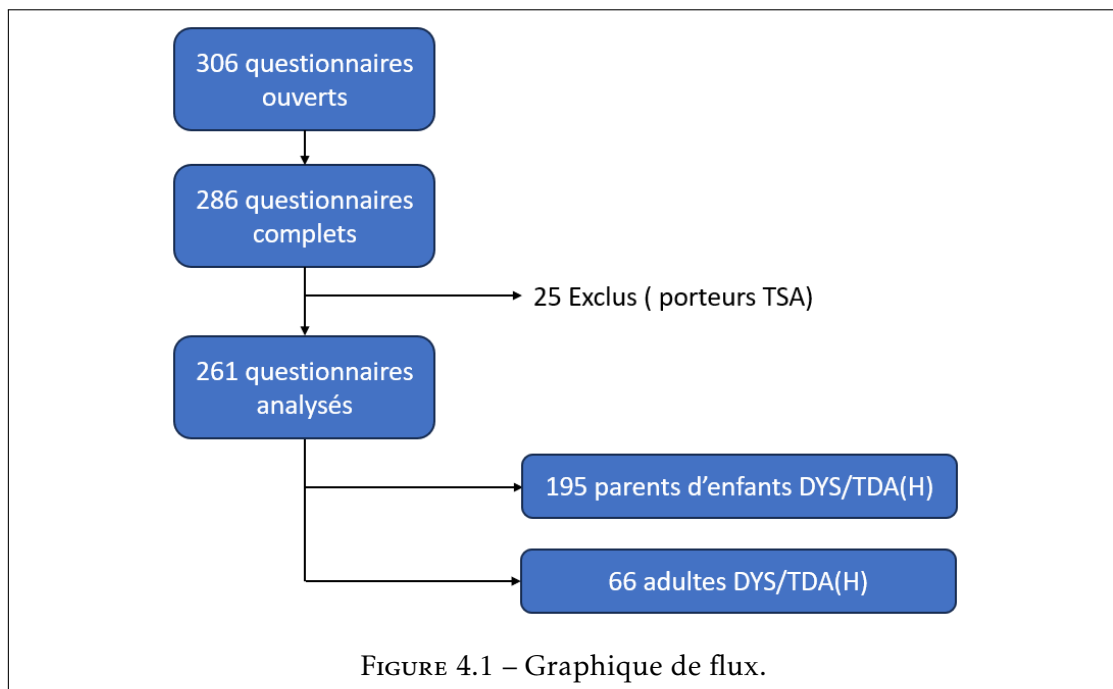 306 questionnaires
ouverts
286 questionnaires
complets
25 Exclus ( porteurs TSA)
261 questionnaires
analysés
195 parents d’enfants DYS/TDA(H)
66 adultes DYS/TDA(H)
Figure 4.1 – Graphique de flux.